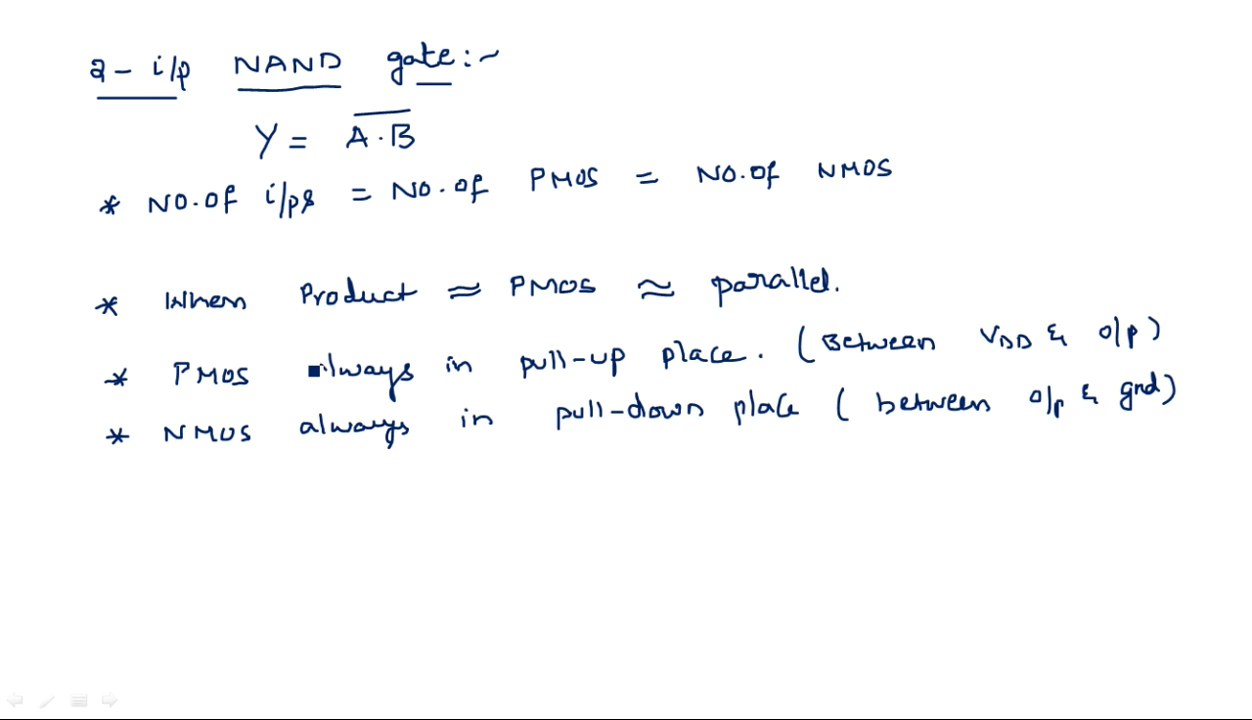 2- i/p NAND gate:-
Y = A.B
* NO.OF i/ps = NO.of PMOS = NO.of NMOS
* When Product ≈ PMOS ≈ parallel.
* PMOS always in pull-up place. (Between VDD & o/p)
* NMOS always in pull-down place (between o/p & gnd)